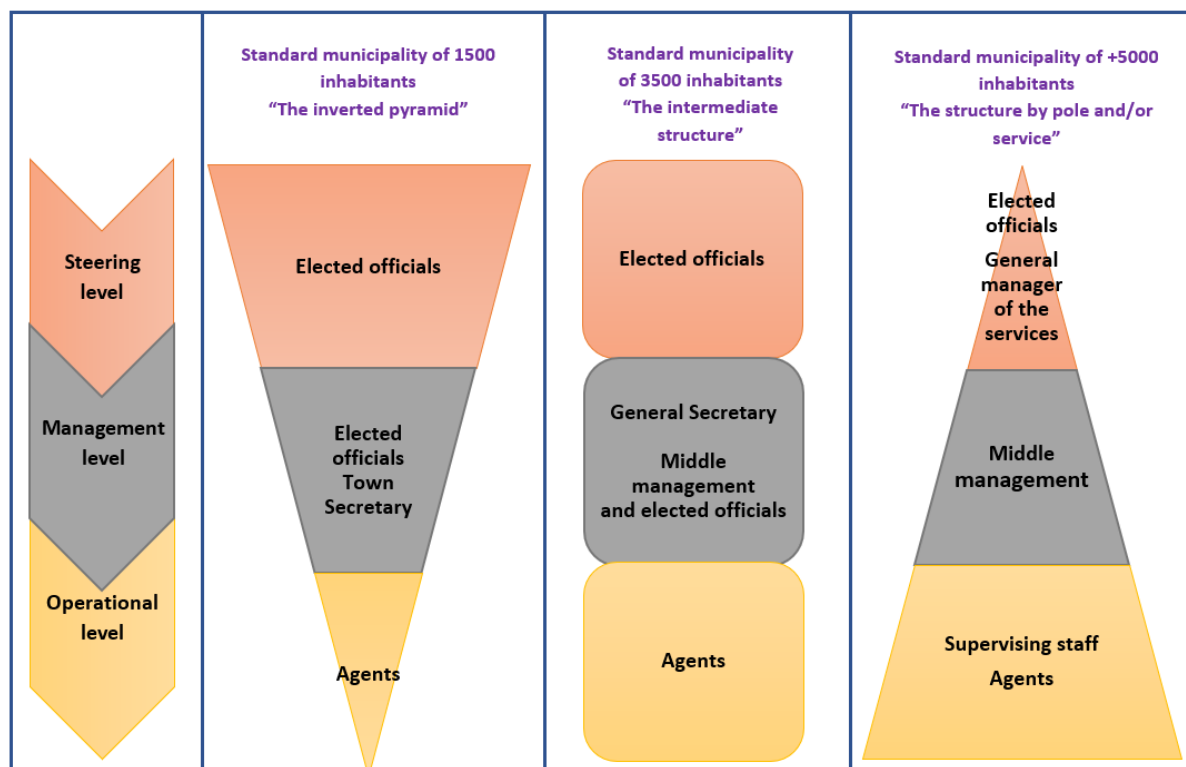 Standard municipality of 1500
inhabitants
“The inverted pyramid”
Standard municipality
of 3500 inhabitants
“The intermediate
structure”
Standard municipality of +5000
inhabitants
“The structure by pole and/or
service”
Steering
level
Elected officials
Elected officials
Elected
officials
General
manager
of the
services
Management
level
Elected
officials
Town
Secretary
General Secretary
Middle
management
and elected officials
Middle
management
Operational
level
Agents
Agents
Supervising staff
Agents